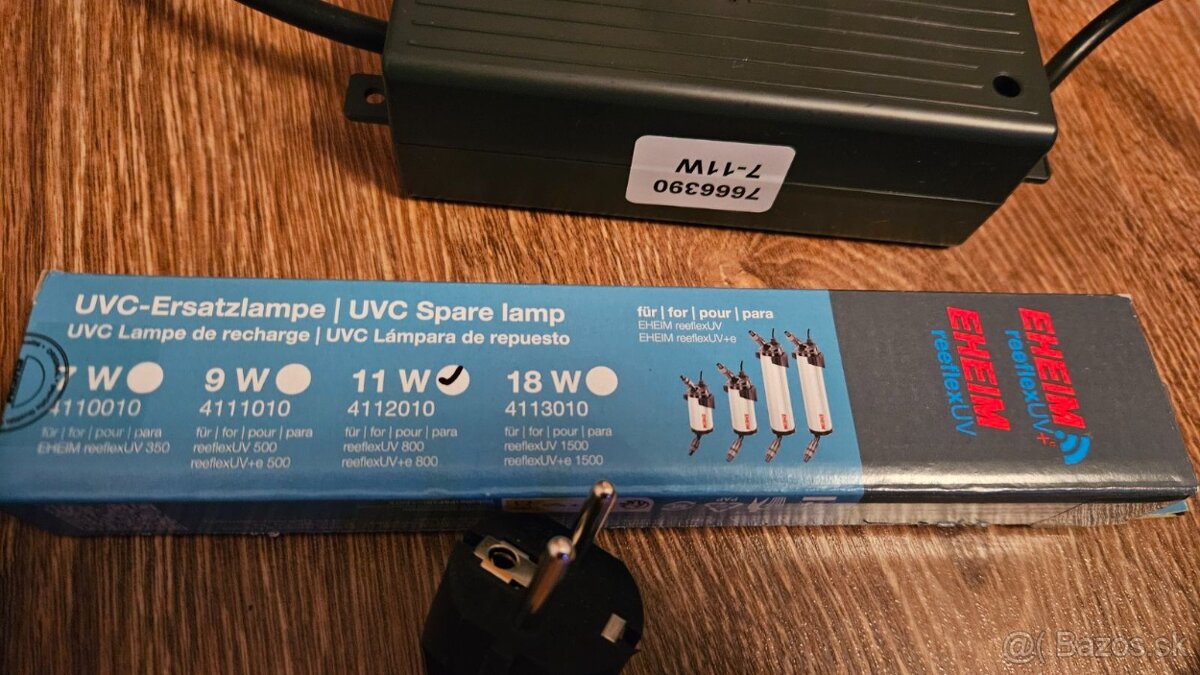 7666390
7-11W
UVC-Ersatzlampe | UVC Spare lamp
UVC Lampe de recharge | UVC Lámpara de repuesto
7 W
4110010
für | for | pour | para
EHEIM reeflexUV 350
9 W
4111010
für | for | pour | para
reeflexUV 500
reeflexUV+e 500
11 W
4112010
für | for | pour | para
reeflexUV 800
reeflexUV+e 800
18 W
4113010
für | for | pour | para
reeflexUV 1500
reeflexUV+e 1500
für | for | pour | para
EHEIM reeflexUV
EHEIM reeflexUV+e
EHEIM
reeflexUV
EHEIM
reeflexUV+e
@( Bazos.sk